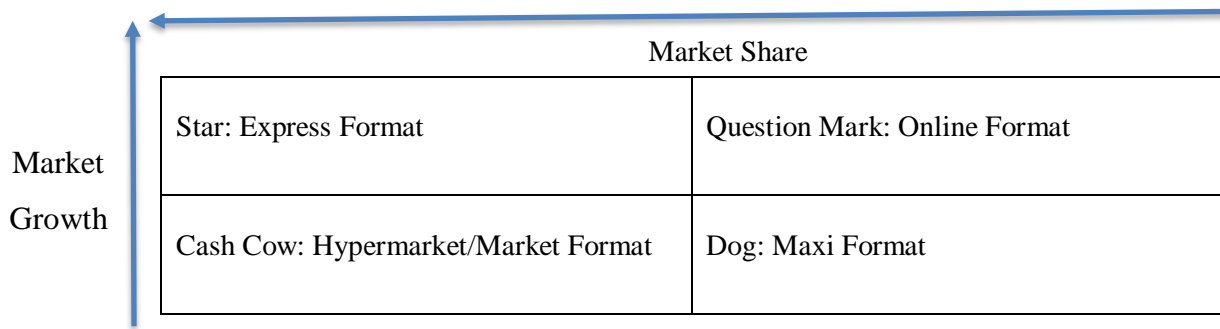 Market Share
Star: Express Format
Question Mark: Online Format
Market
Growth
Cash Cow: Hypermarket/Market Format
Dog: Maxi Format